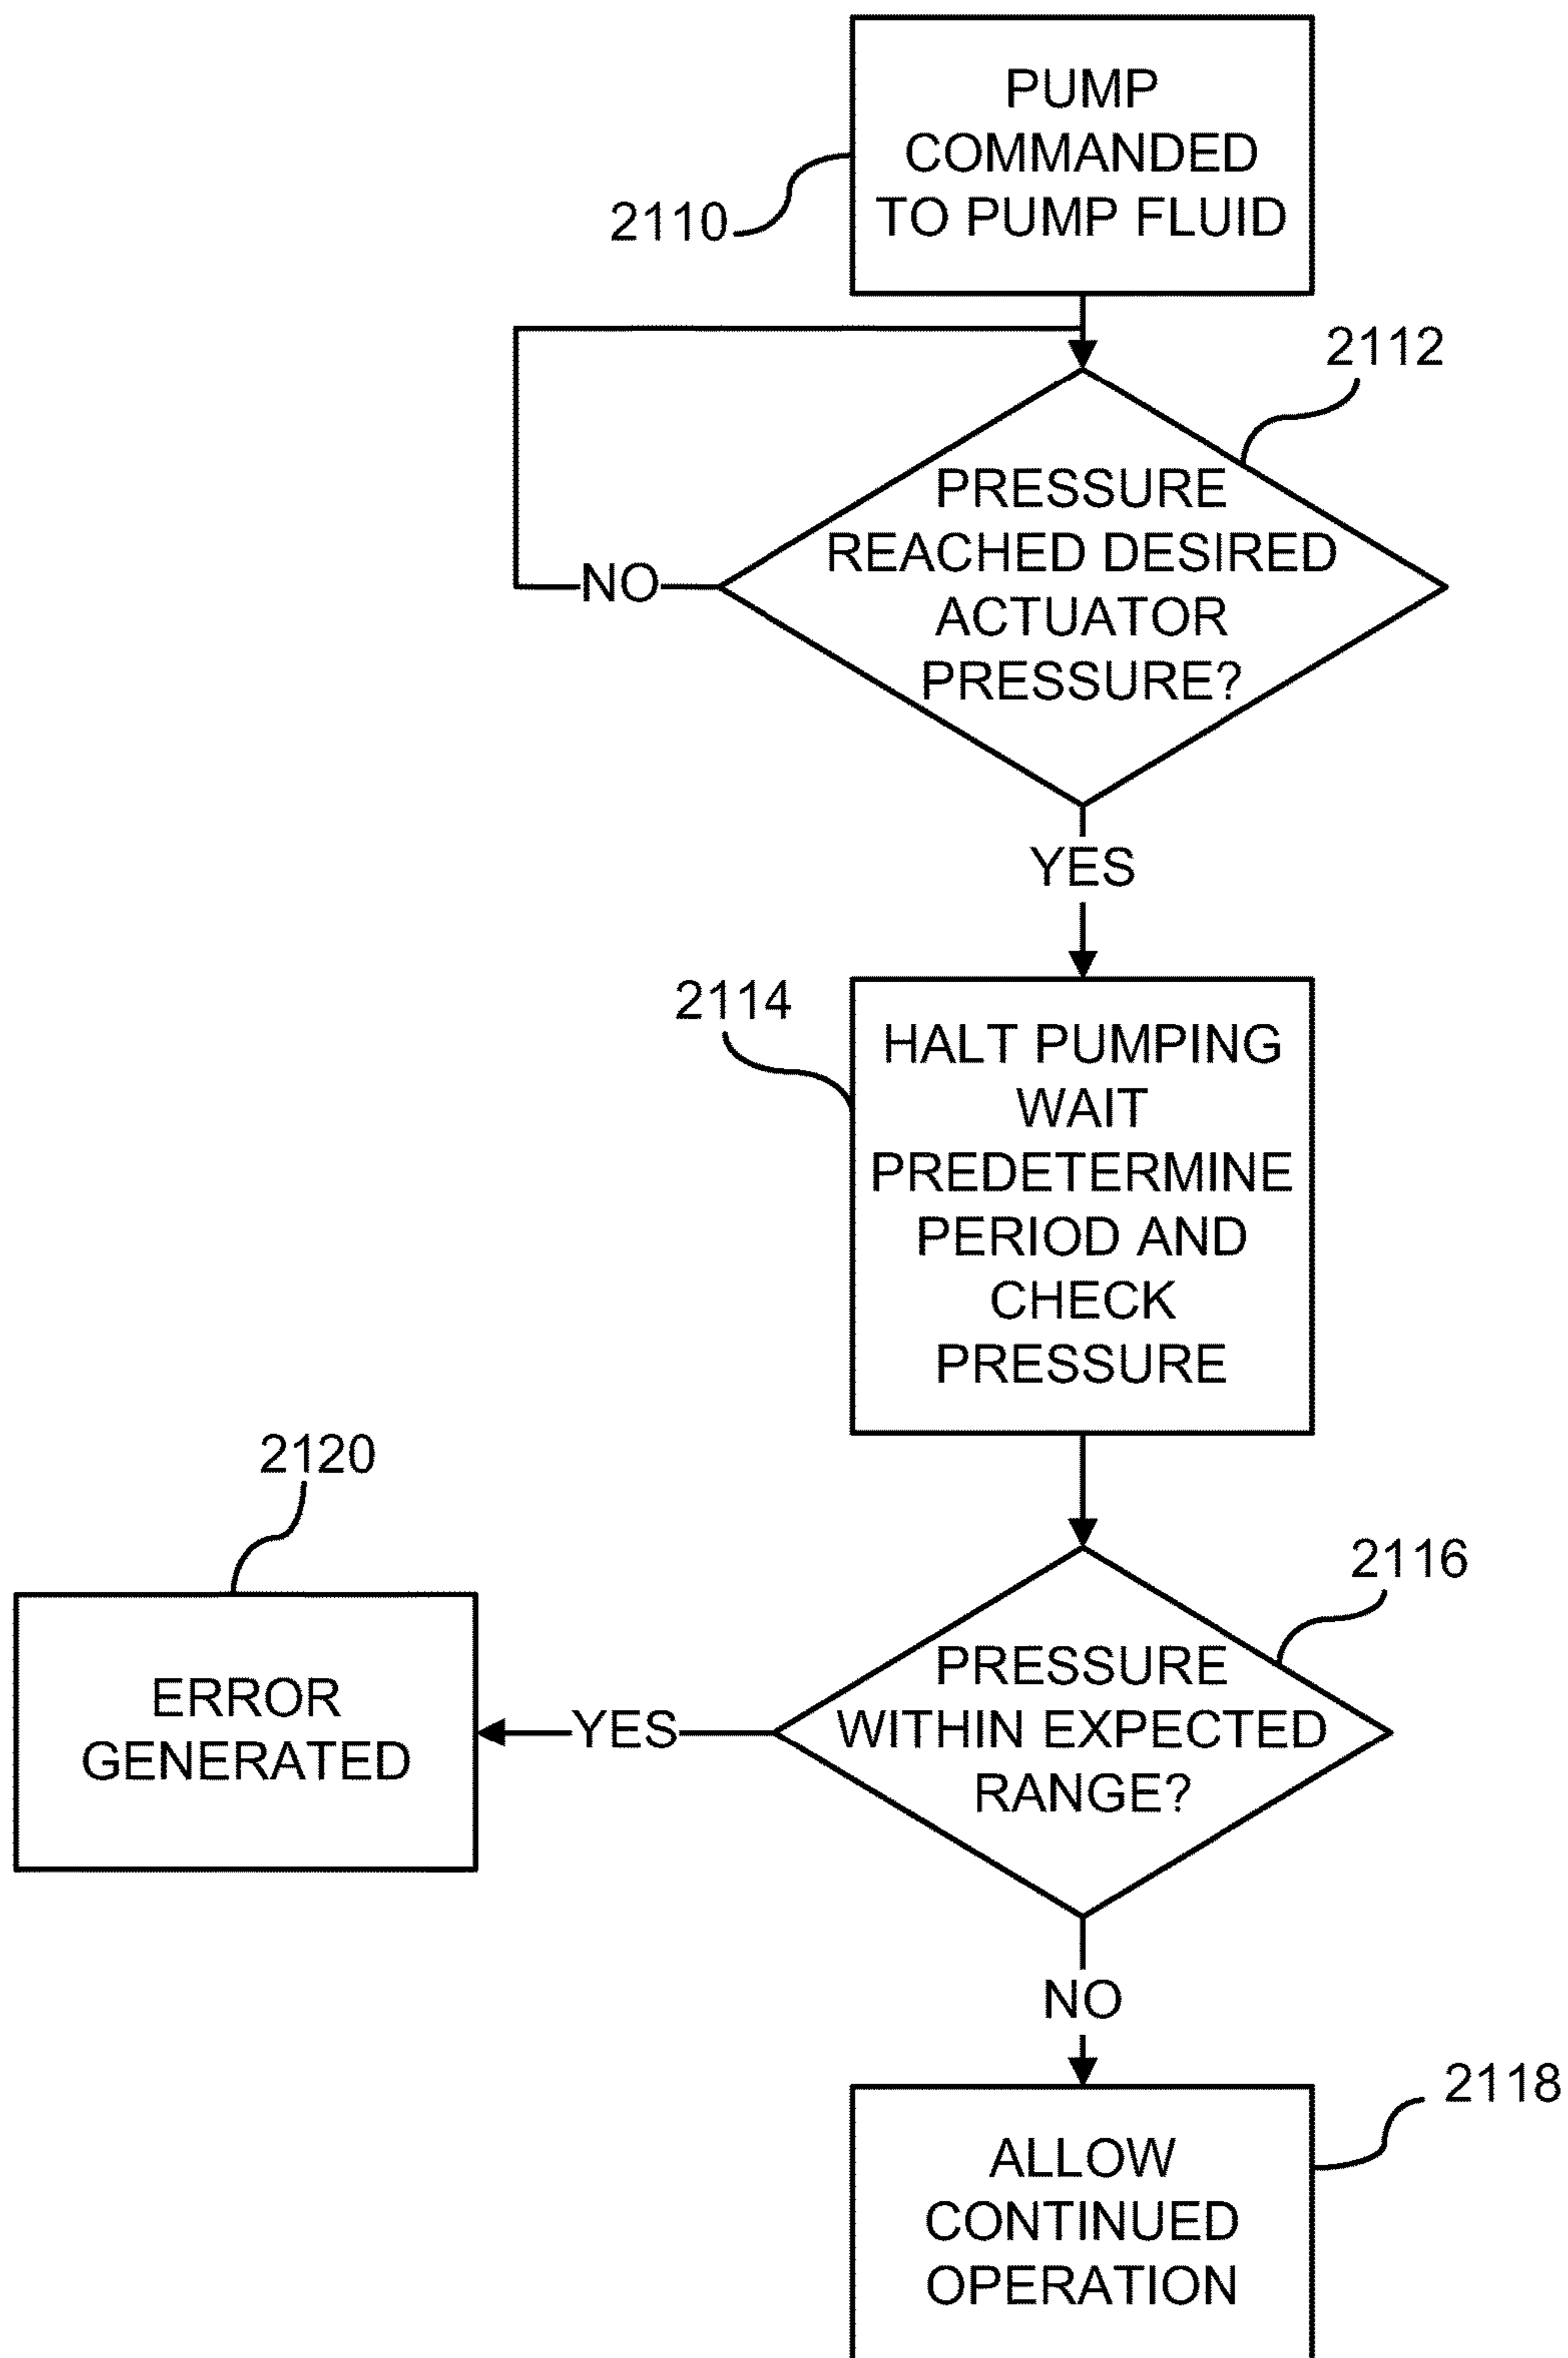 PUMP
COMMANDED
TO PUMP FLUID
2110
2112
PRESSURE
REACHED DESIRED
ACTUATOR
PRESSURE?
NO
YES
2114
HALT PUMPING
WAIT
PREDETERMINE
PERIOD AND
CHECK
PRESSURE
2120
2116
PRESSURE
WITHIN EXPECTED
RANGE?
YES
ERROR
GENERATED
NO
2118
ALLOW
CONTINUED
OPERATION